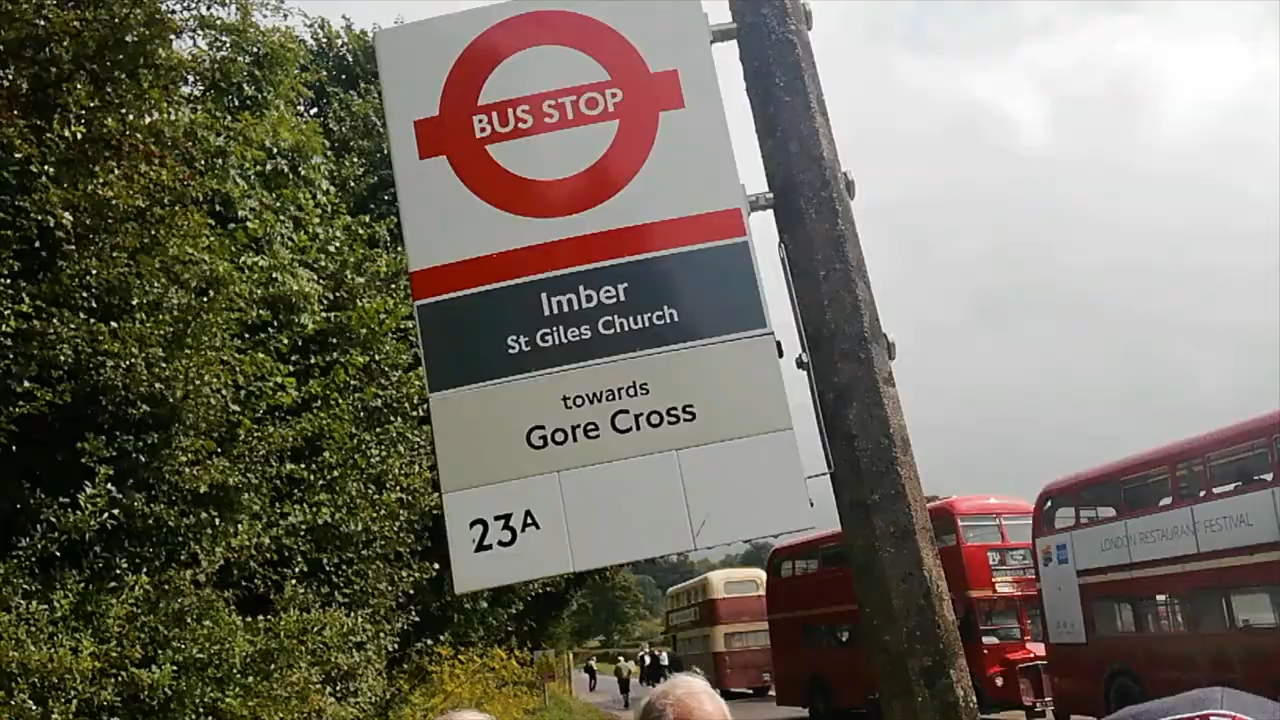 BUS STOP
Imber
St Giles Church
towards
Gore Cross
23A
LONDON RESTAURANT FESTIVAL